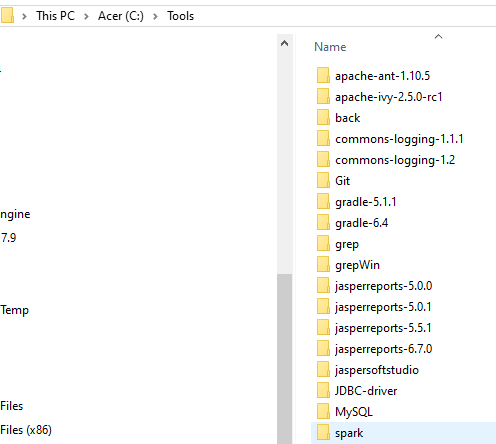 This PC > Acer (C:) > Tools
Name
ngine
7.9
Temp
Files
Files (x86)
apache-ant-1.10.5
apache-ivy-2.5.0-rc1
back
commons-logging-1.1.1
commons-logging-1.2
Git
gradle-5.1.1
gradle-6.4
grep
grepWin
jasperreports-5.0.0
jasperreports-5.0.1
jasperreports-5.5.1
jasperreports-6.7.0
jaspersoftstudio
JDBC-driver
MySQL
spark